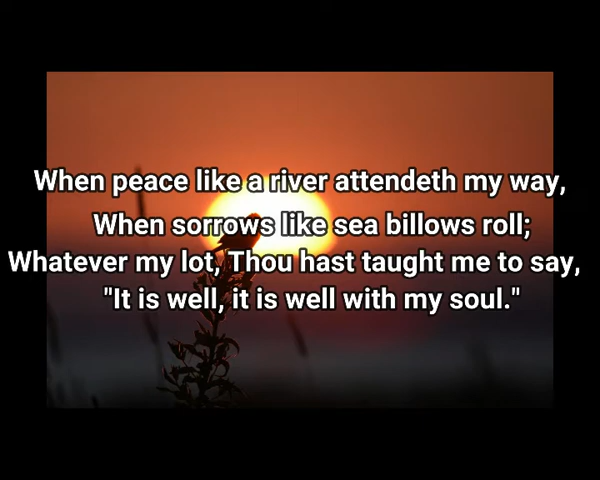 When peace like a river attendeth my way,
When sorrows like sea billows roll;
Whatever my lot, Thou hast taught me to say,
"It is well, it is well with my soul."